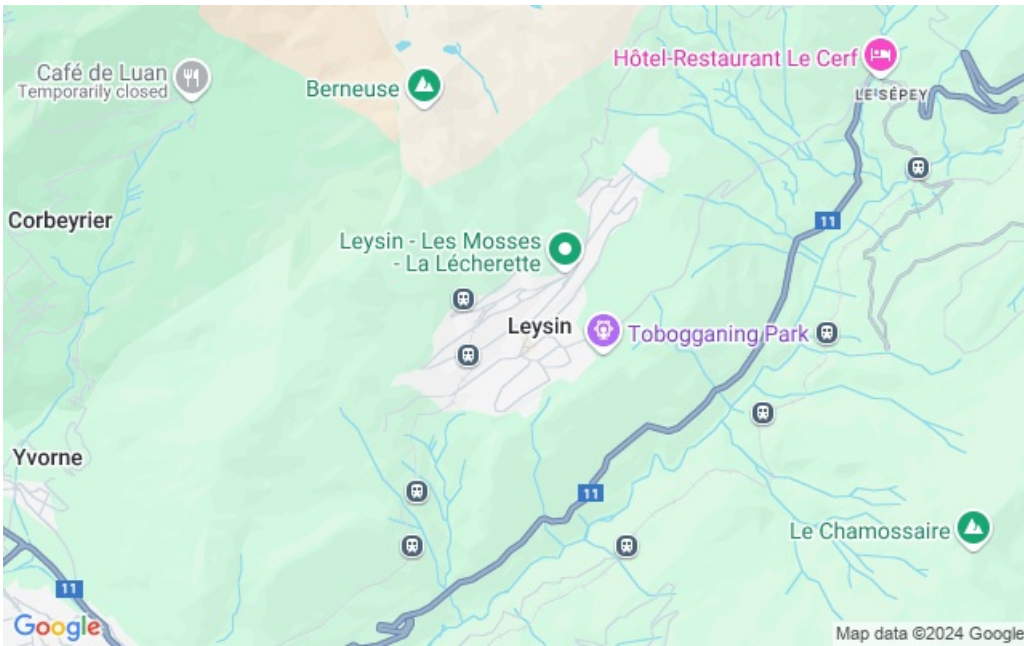 Hôtel-Restaurant Le Cerf
Café de Luan
Temporarily closed
Berneuse
LE SÉPEY
Corbeyrier
11
Leysin - Les Mosses
- La Lécherette
Leysin
Tobogganing Park
Yvorne
11
Le Chamossaire
11
Google
Map data ©2024 Google